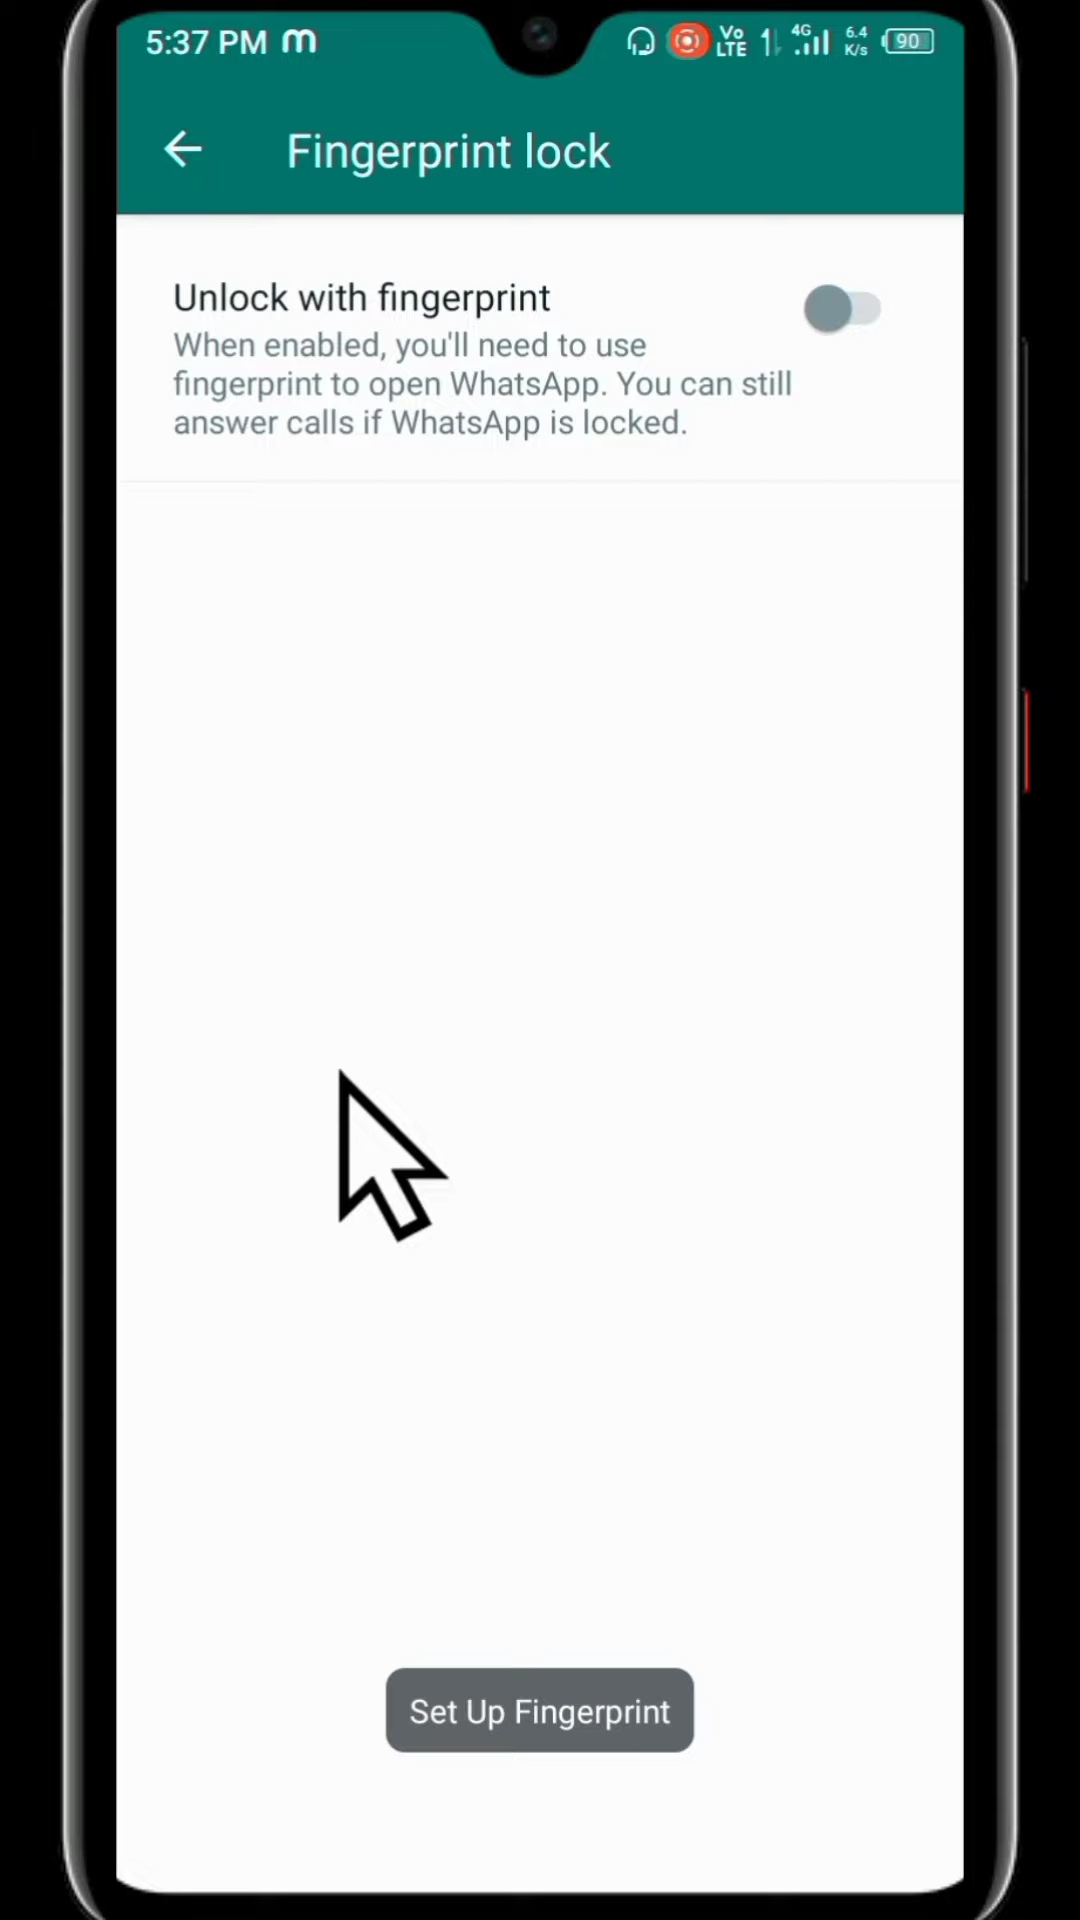 5:37 PM m
Vo LTE 4G 6.4 K/s 90
Fingerprint lock
Unlock with fingerprint
When enabled, you'll need to use
fingerprint to open WhatsApp. You can still
answer calls if WhatsApp is locked.
Set Up Fingerprint